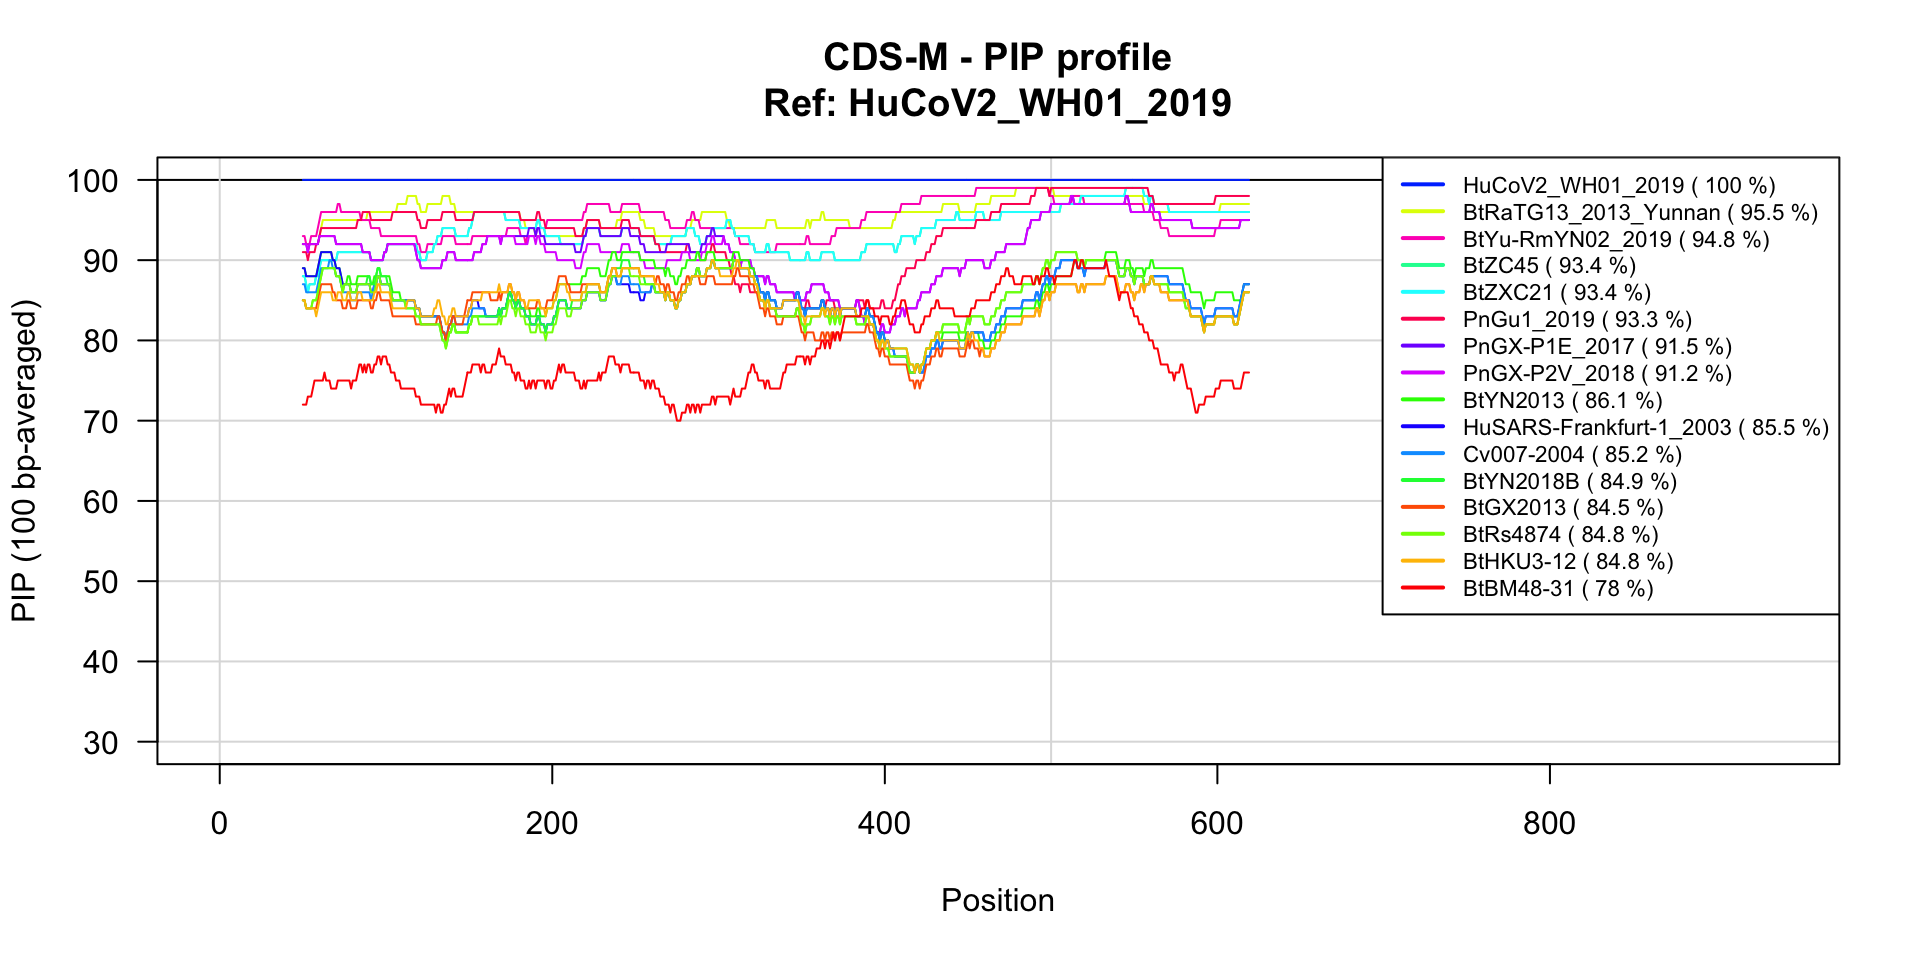 CDS-M - PIP profile
Ref: HuCoV2_WH01_2019
PIP (100 bp-averaged)
100
90
80
70
60
50
40
30
HuCoV2_WH01_2019 ( 100 %)
BtRaTG13_2013_Yunnan ( 95.5 %)
BtYu-RmYN02_2019 ( 94.8 %)
BtZC45 ( 93.4 %)
BtZXC21 ( 93.4 %)
PnGu1_2019 ( 93.3 %)
PnGX-P1E_2017 ( 91.5 %)
PnGX-P2V_2018 ( 91.2 %)
BtYN2013 ( 86.1 %)
HuSARS-Frankfurt-1_2003 ( 85.5 %)
Cv007-2004 ( 85.2 %)
BtYN2018B ( 84.9 %)
BtGX2013 ( 84.5 %)
BtRs4874 ( 84.8 %)
BtHKU3-12 ( 84.8 %)
BtBM48-31 ( 78 %)
0 200 400 600 800
Position